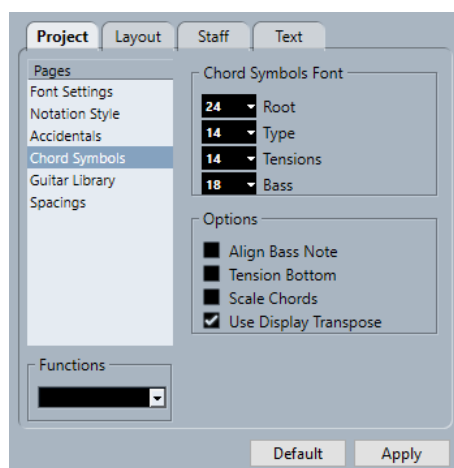 Project Layout Staff Text
Pages
Font Settings
Notation Style
Accidentals
Chord Symbols
Guitar Library
Spacings
Functions
Chord Symbols Font
24 Root
14 Type
14 Tensions
18 Bass
Options
Align Bass Note
Tension Bottom
Scale Chords
Use Display Transpose
Default Apply